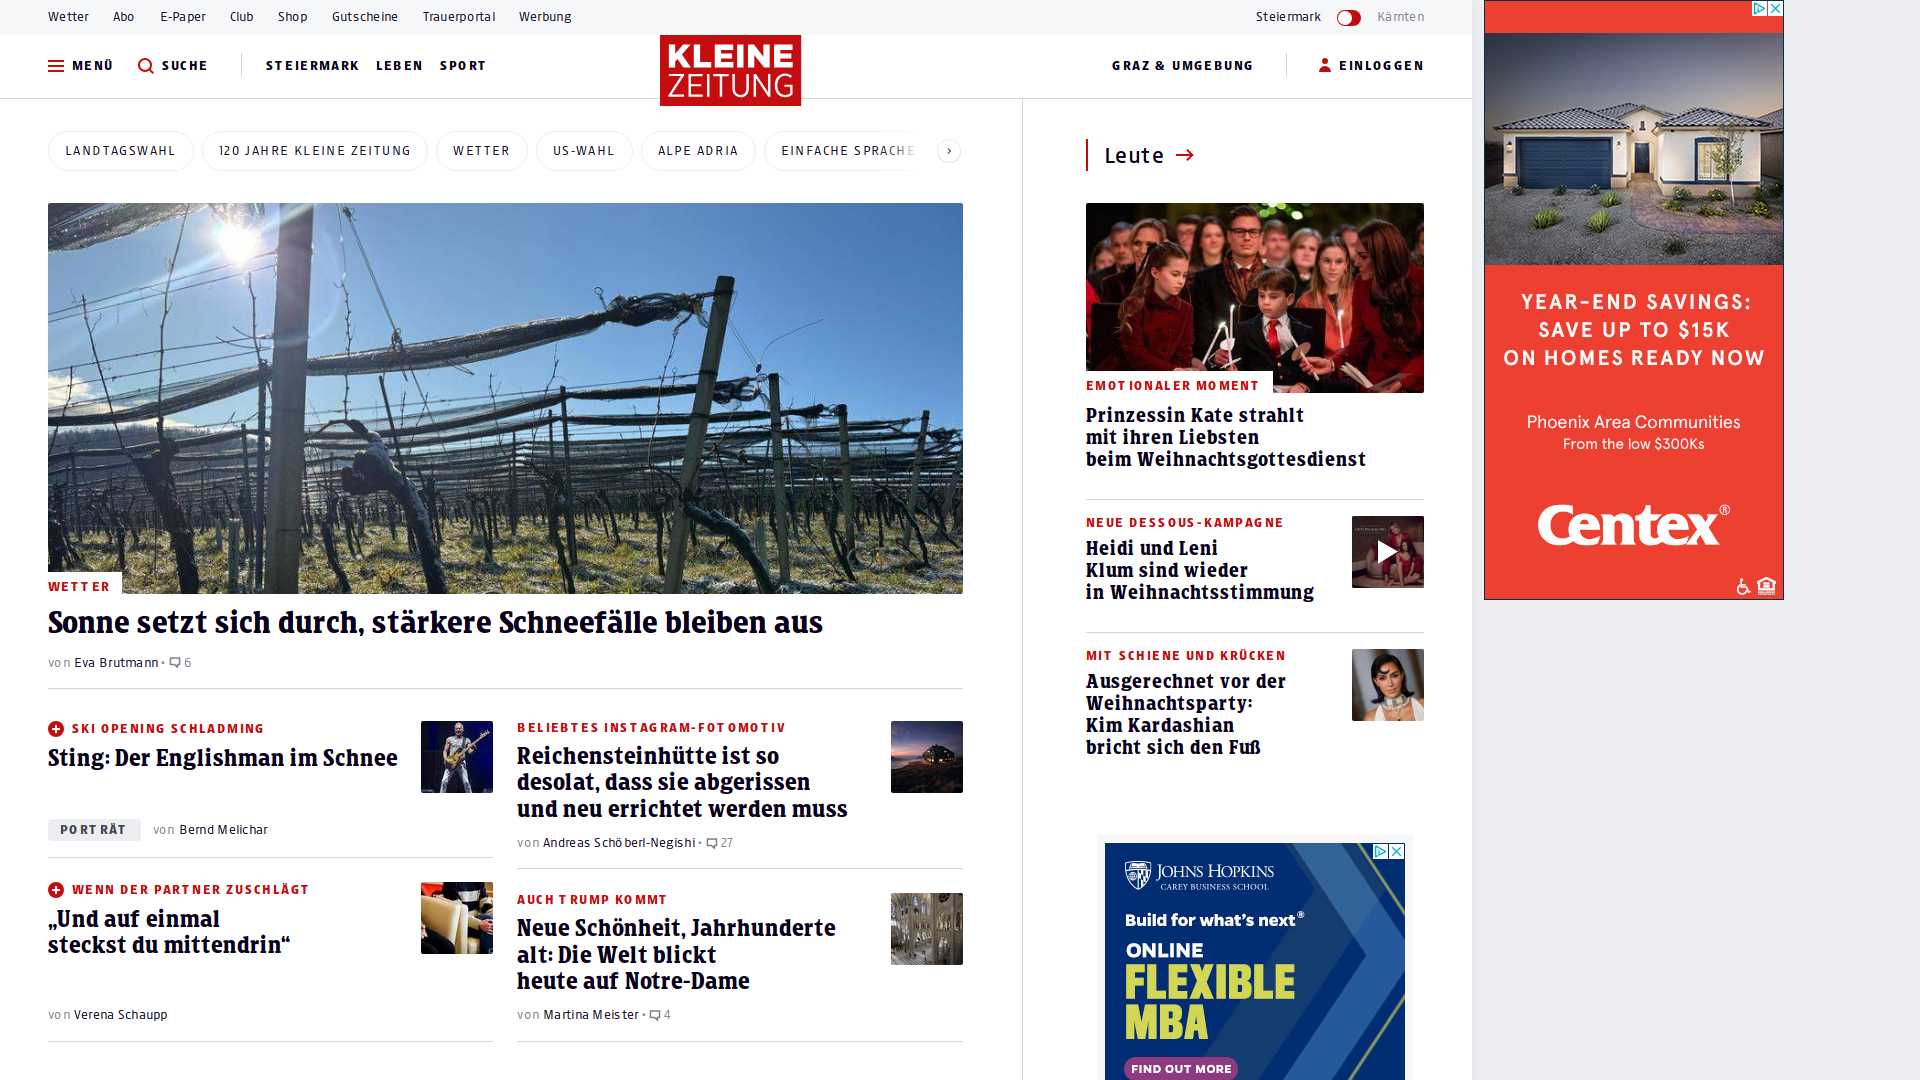 Wetter Abo E-Paper Club Shop Gutscheine Trauerportal Werbung
Steiermark Kärnten
MENÜ SUCHE STEIERMARK LEBEN SPORT
KLEINE
ZEITUNG
GRAZ & UMGEBUNG EINLOGGEN
LANDTAGSWAHL 120 JAHRE KLEINE ZEITUNG WETTER US-WAHL ALPE ADRIA EINFACHE SPRACHE
WETTER
Sonne setzt sich durch, stärkere Schneefälle bleiben aus
von Eva Brutmann • 6
SKI OPENING SCHLADMING
Sting: Der Englishman im Schnee
PORTRÄT von Bernd Melichar
WENN DER PARTNER ZUSCHLÄGT
„Und auf einmal
steckst du mittendrin“
von Verena Schaupp
BELIEBTES INSTAGRAM-FOTOMOTIV
Reichensteinhütte ist so
desolat, dass sie abgerissen
und neu errichtet werden muss
von Andreas Schöberl-Negishi • 27
AUCH TRUMP KOMMT
Neue Schönheit, Jahrhunderte
alt: Die Welt blickt
heute auf Notre-Dame
von Martina Meister • 4
Leute
EMOTIONALER MOMENT
Prinzessin Kate strahlt
mit ihren Liebsten
beim Weihnachtsgottesdienst
NEUE DESSOUS-KAMPAGNE
Heidi und Leni
Klum sind wieder
in Weihnachtsstimmung
MIT SCHIENE UND KRÜCKEN
Ausgerechnet vor der
Weihnachtsparty:
Kim Kardashian
bricht sich den Fuß
JOHNS HOPKINS
CAREY BUSINESS SCHOOL
Build for what's next®
ONLINE
FLEXIBLE
MBA
FIND OUT MORE
YEAR-END SAVINGS:
SAVE UP TO $15K
ON HOMES READY NOW
Phoenix Area Communities
From the low $300Ks
Centex®